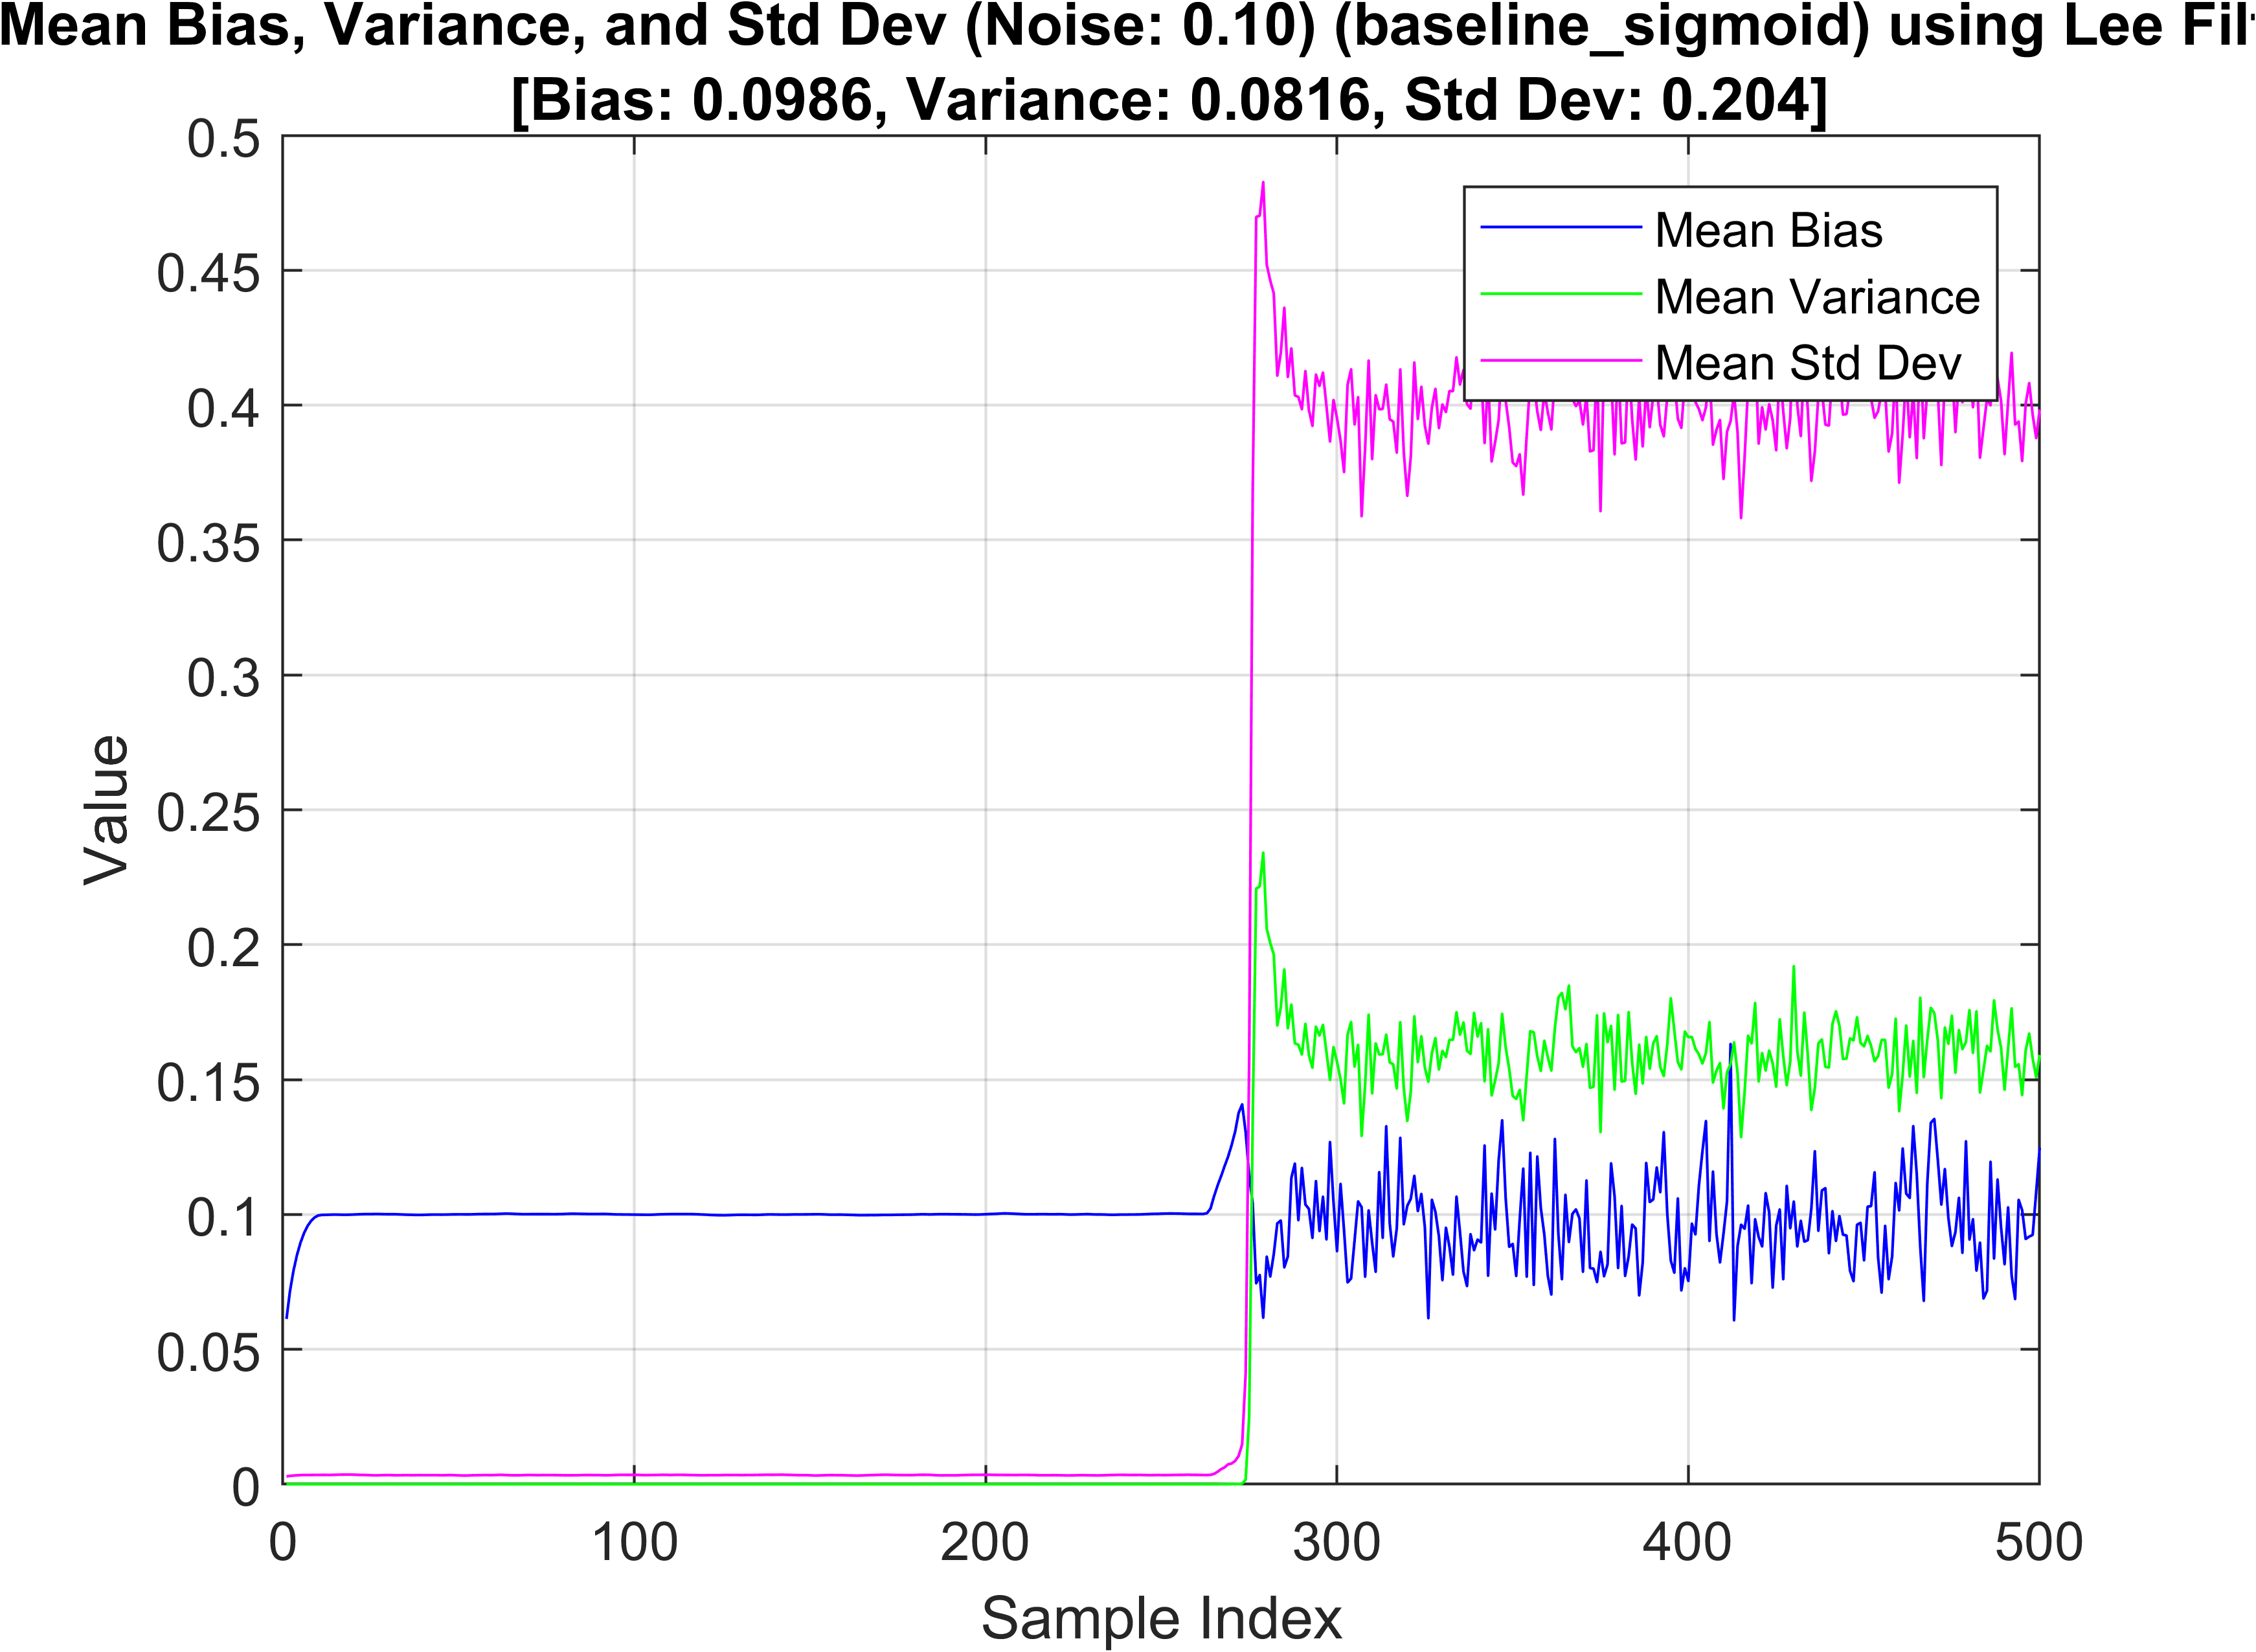 Mean Bias, Variance, and Std Dev (Noise: 0.10) (baseline_sigmoid) using Lee Fil
[Bias: 0.0986, Variance: 0.0816, Std Dev: 0.204]
0.5
0.45
0.4
0.35
0.3
0.25
0.2
0.15
0.1
0.05
0
Value
Mean Bias
Mean Variance
Mean Std Dev
0 100 200 300 400 500
Sample Index